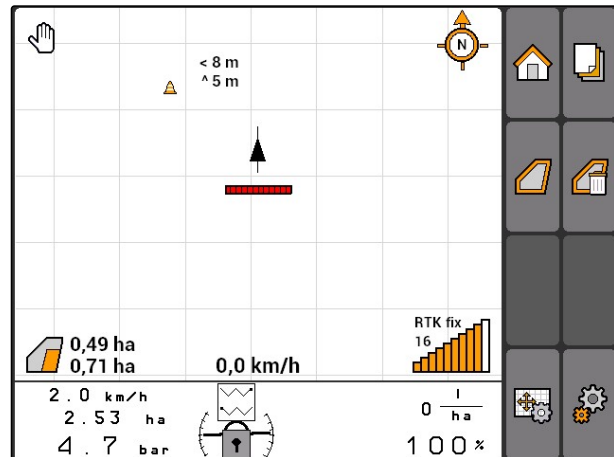 N
< 8 m
^ 5 m
RTK fix
16
0,49 ha
0,71 ha
0,0 km/h
2.0 km/h
2.53 ha
4.7 bar
0 l/ha
100%